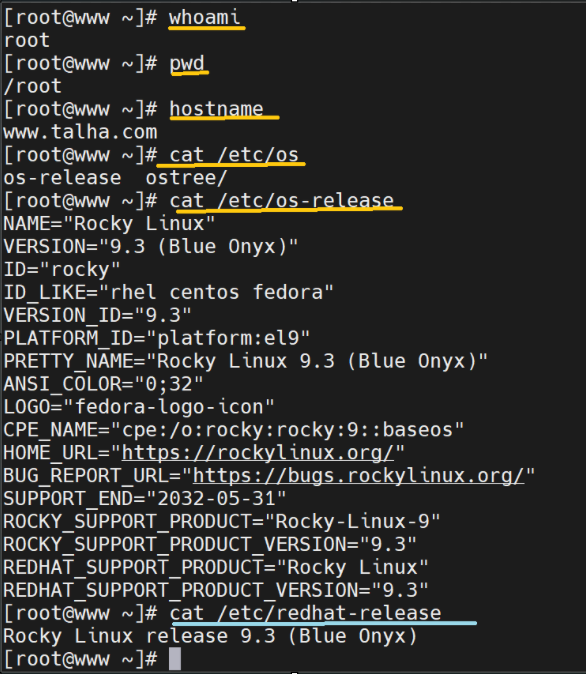 [root@www ~]# whoami
root
[root@www ~]# pwd
/root
[root@www ~]# hostname
www.talha.com
[root@www ~]# cat /etc/os
os-release  ostree/
[root@www ~]# cat /etc/os-release
NAME="Rocky Linux"
VERSION="9.3 (Blue Onyx)"
ID="rocky"
ID_LIKE="rhel centos fedora"
VERSION_ID="9.3"
PLATFORM_ID="platform:el9"
PRETTY_NAME="Rocky Linux 9.3 (Blue Onyx)"
ANSI_COLOR="0;32"
LOGO="fedora-logo-icon"
CPE_NAME="cpe:/o:rocky:rocky:9::baseos"
HOME_URL="https://rockylinux.org/"
BUG_REPORT_URL="https://bugs.rockylinux.org/"
SUPPORT_END="2032-05-31"
ROCKY_SUPPORT_PRODUCT="Rocky-Linux-9"
ROCKY_SUPPORT_PRODUCT_VERSION="9.3"
REDHAT_SUPPORT_PRODUCT="Rocky Linux"
REDHAT_SUPPORT_PRODUCT_VERSION="9.3"
[root@www ~]# cat /etc/redhat-release
Rocky Linux release 9.3 (Blue Onyx)
[root@www ~]#